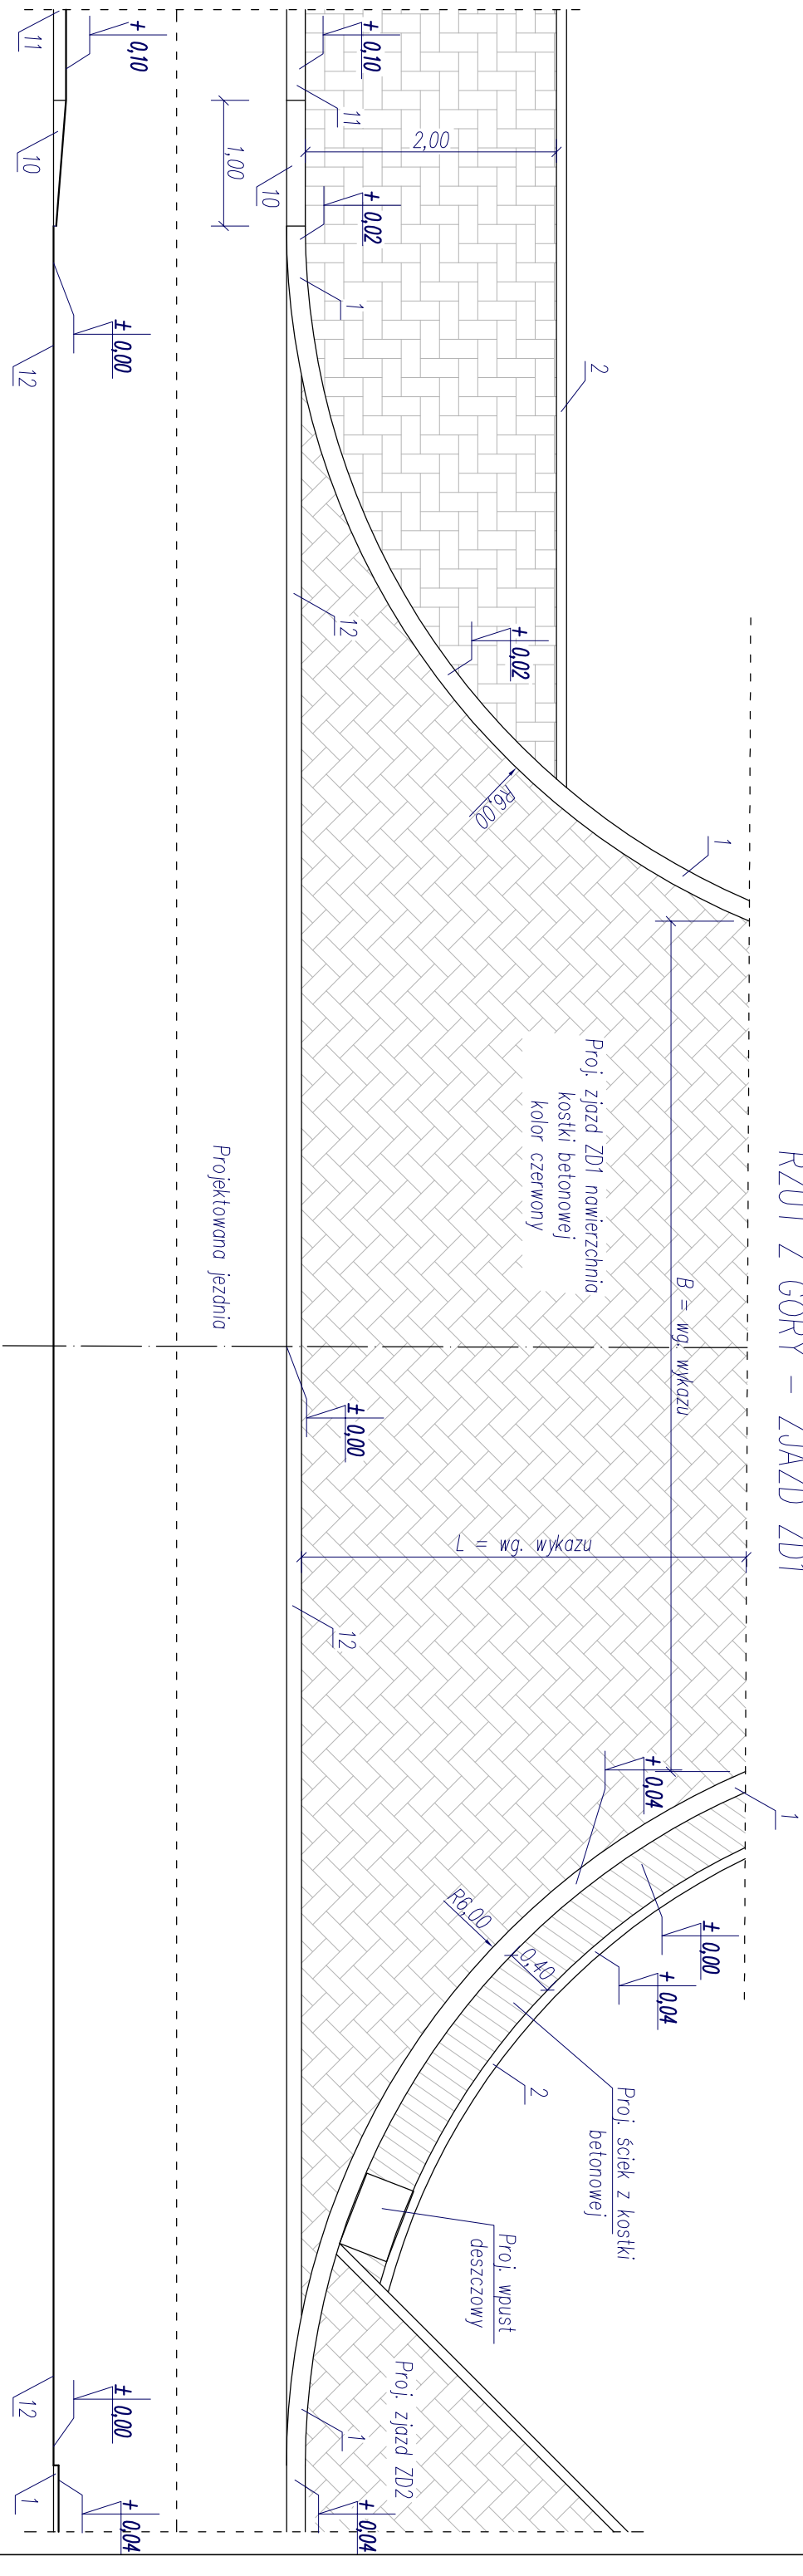 RZUT Z GÓRY – ZJAZD ZD1
2
1
B = wg. wykazu
1
2,00
+ 0,10
11
+ 0,02
10
1,00
1
+ 0,02
R6,00
12
Proj. zjazd ZD1 nawierzchnia
kostki betonowej
kolor czerwony
± 0,00
L = wg. wykazu
12
+ 0,04
± 0,00
+ 0,04
R6,00
0,40
2
Proj. ściek z kostki
betonowej
Proj. wpust
deszczowy
Proj. zjazd ZD2
1
+ 0,04
Projektowana jezdnia
+ 0,10
11
10
± 0,00
12
± 0,00
12
+ 0,04
1